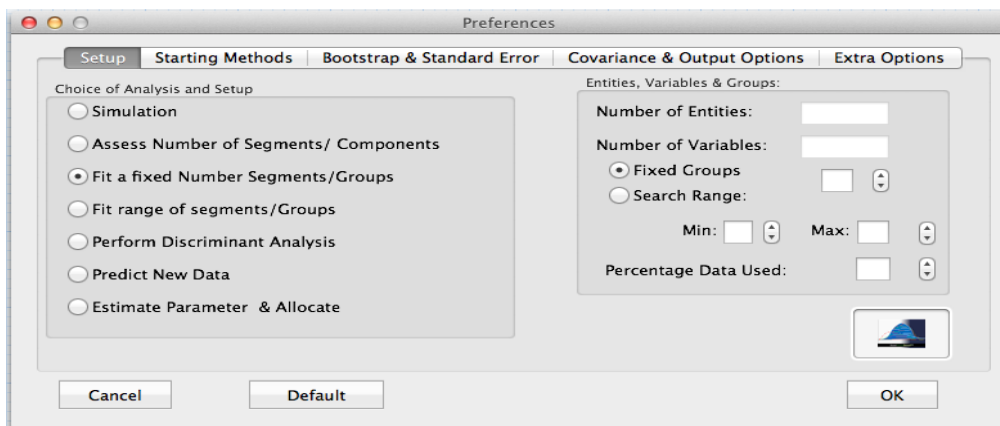 Preferences
Setup
Starting Methods
Bootstrap & Standard Error
Covariance & Output Options
Extra Options
Choice of Analysis and Setup
Simulation
Assess Number of Segments/ Components
Fit a fixed Number Segments/Groups
Fit range of segments/Groups
Perform Discriminant Analysis
Predict New Data
Estimate Parameter & Allocate
Entities, Variables & Groups:
Number of Entities:
Number of Variables:
Fixed Groups
Search Range:
Min:
Max:
Percentage Data Used:
Cancel
Default
OK